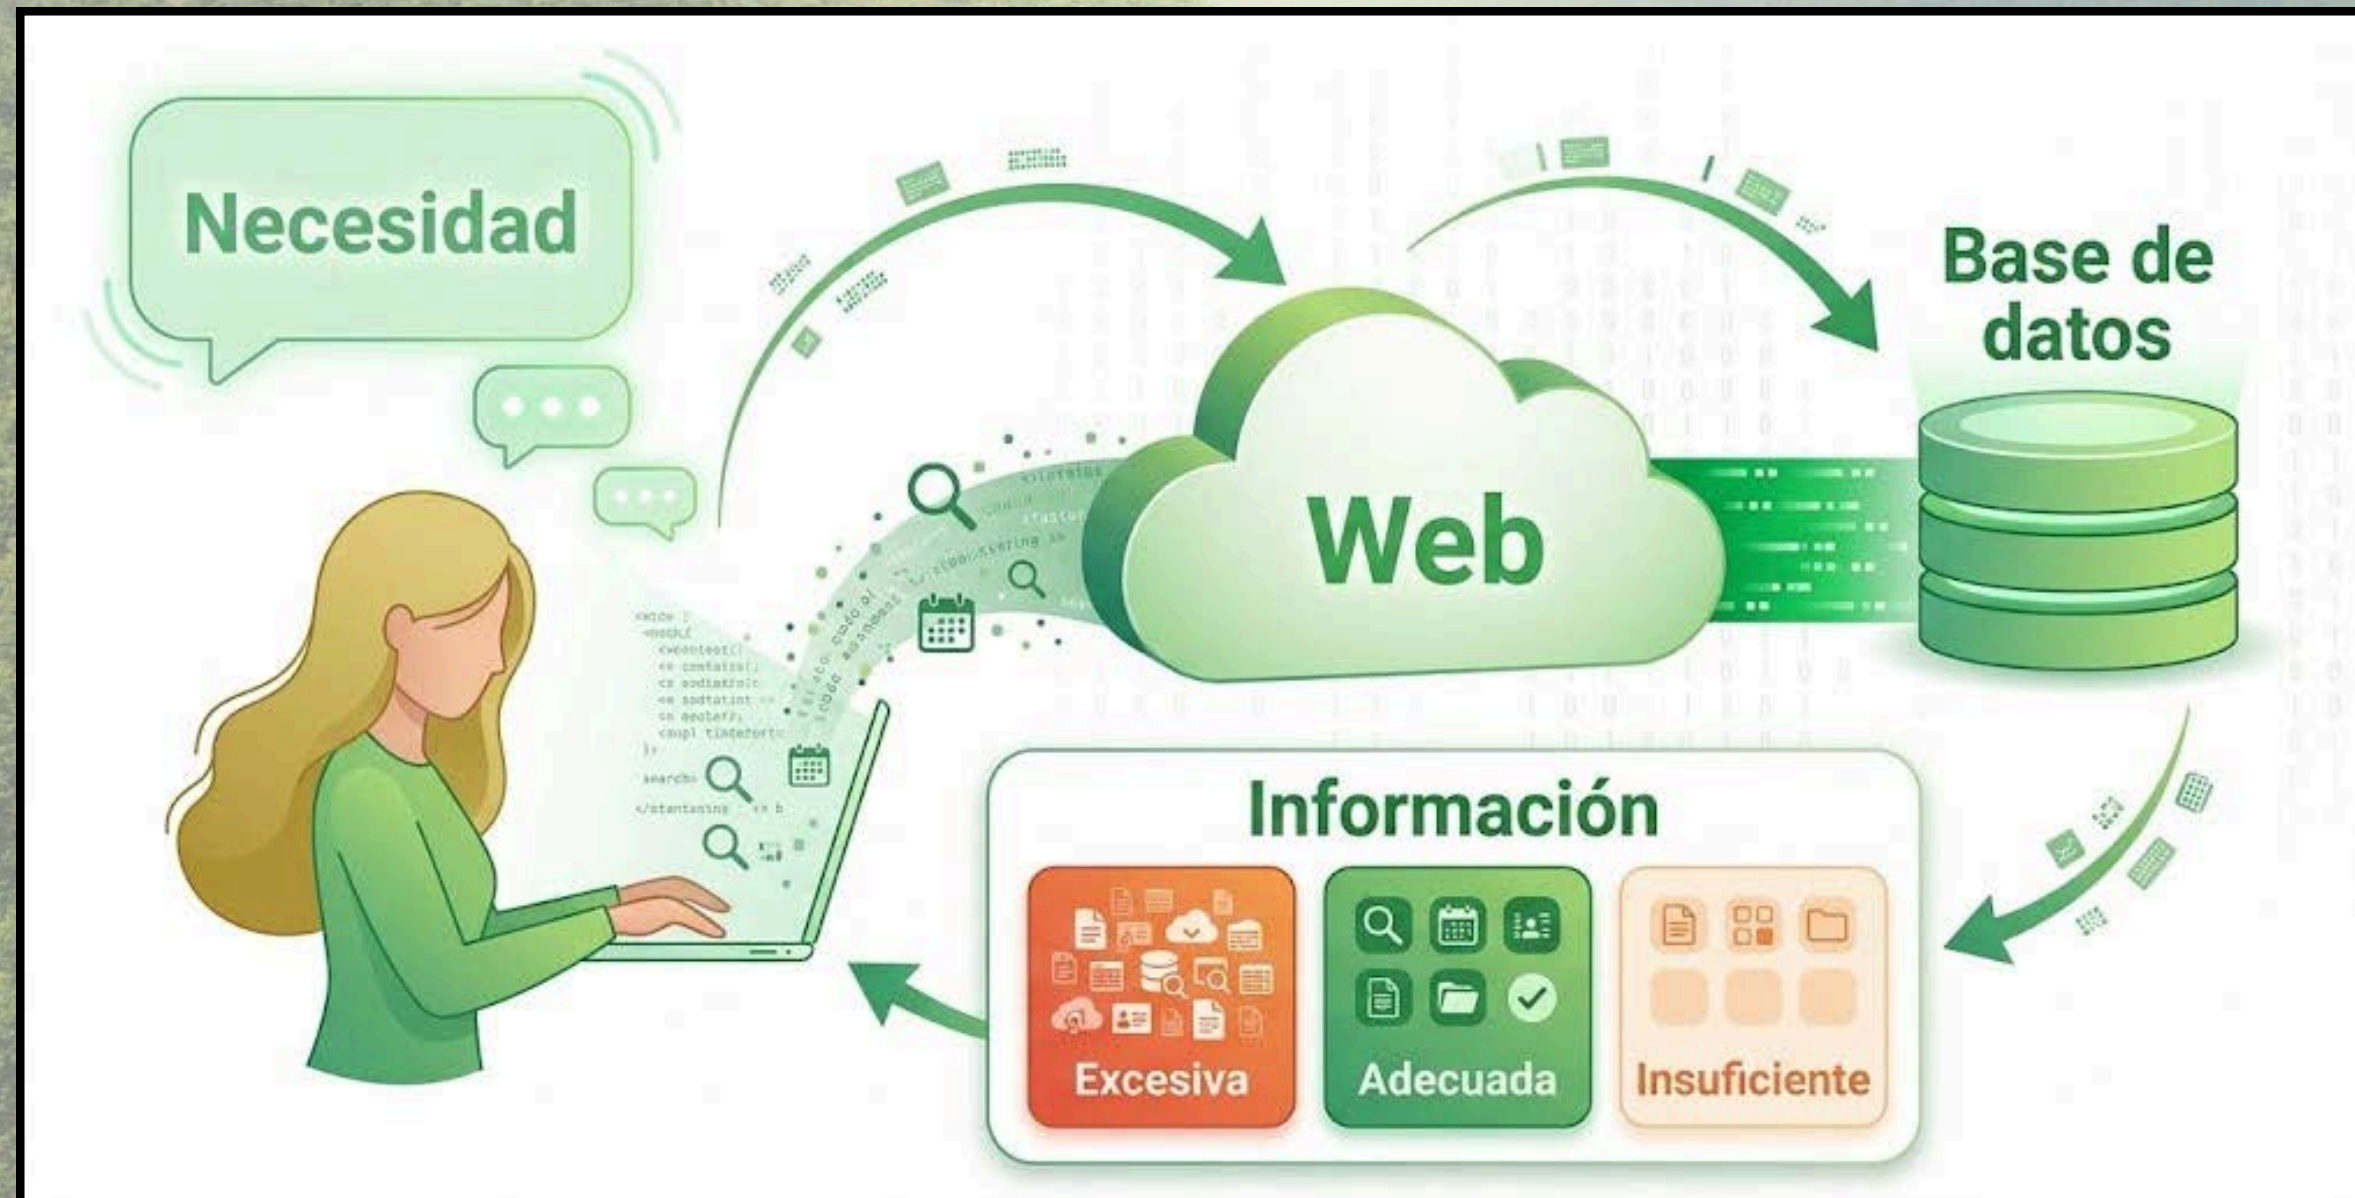 Necesidad
Base de
datos
Web
Información
Excesiva
Adecuada
Insuficiente